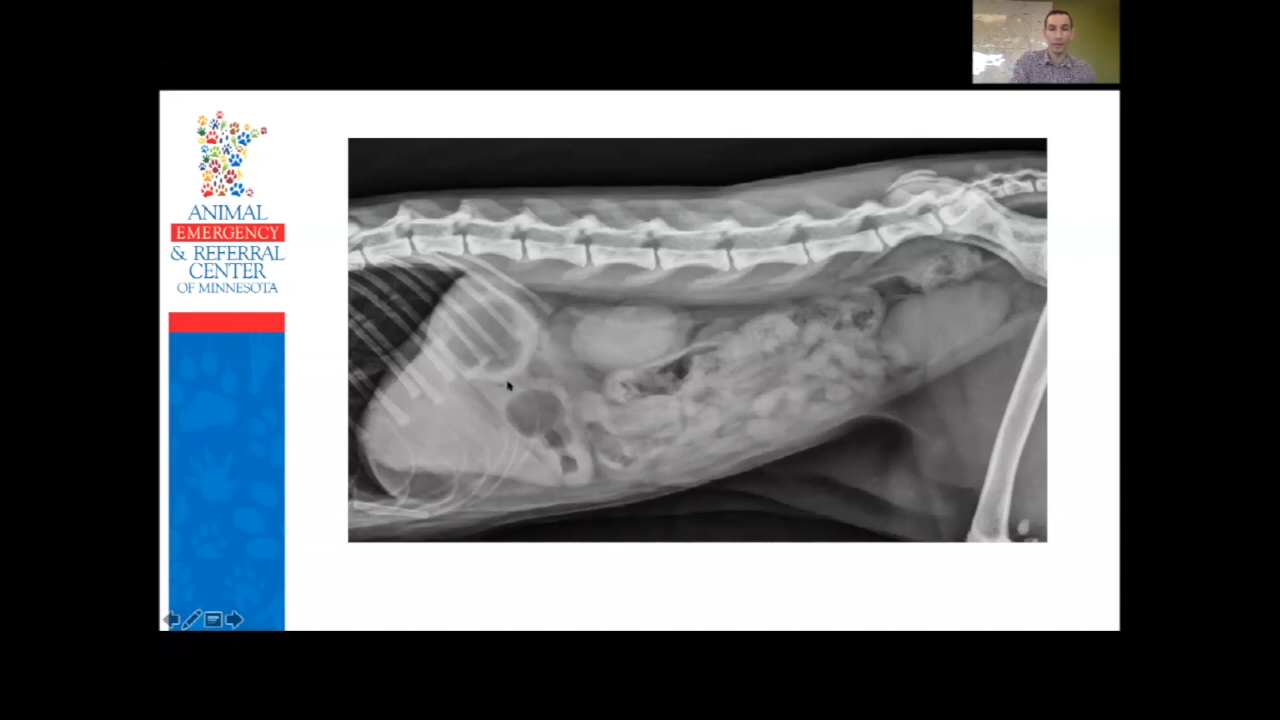 ANIMAL
EMERGENCY
& REFERRAL
CENTER
OF MINNESOTA